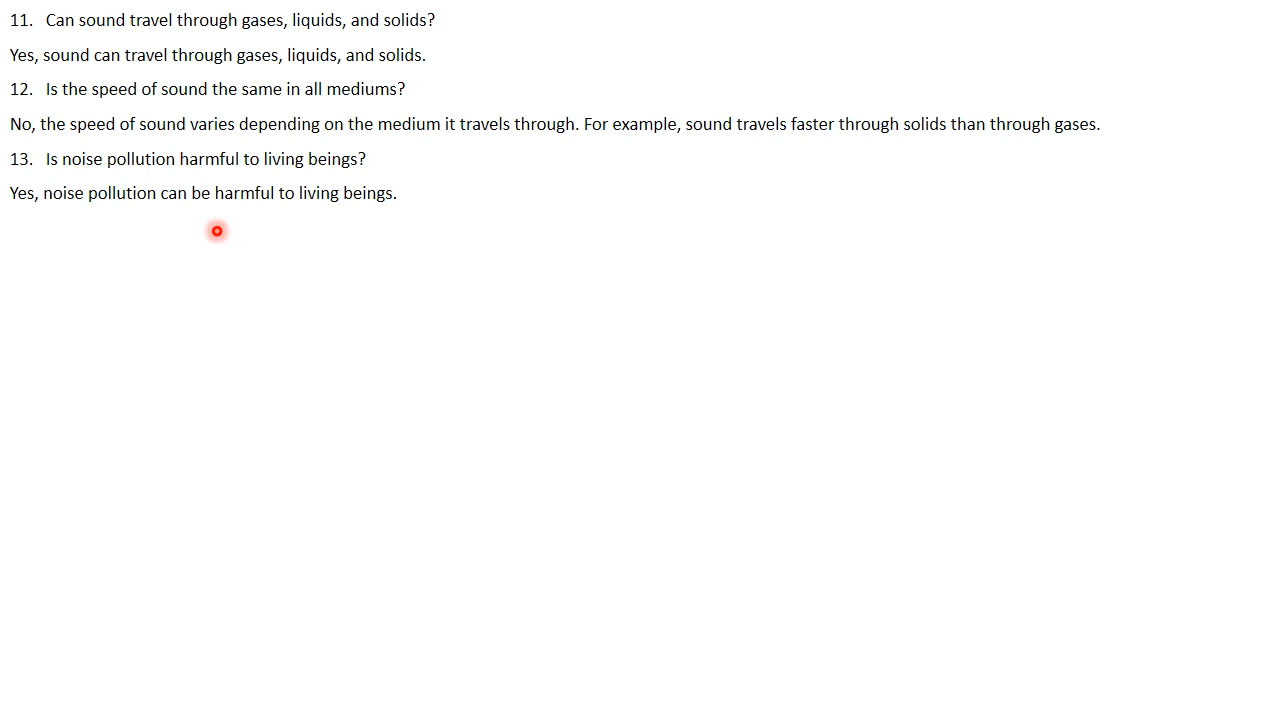 11. Can sound travel through gases, liquids, and solids?
Yes, sound can travel through gases, liquids, and solids.
12. Is the speed of sound the same in all mediums?
No, the speed of sound varies depending on the medium it travels through. For example, sound travels faster through solids than through gases.
13. Is noise pollution harmful to living beings?
Yes, noise pollution can be harmful to living beings.